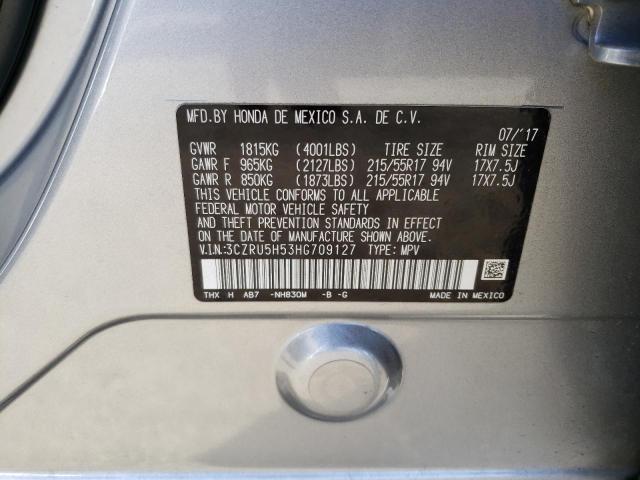 MFD.BY HONDA DE MEXICO S.A. DE C.V.
07/'17
GVWR 1815KG (4001LBS) TIRE SIZE RIM SIZE
GAWR F 965KG (2127LBS) 215/55R17 94V 17X7.5J
GAWR R 850KG (1873LBS) 215/55R17 94V 17X7.5J
THIS VEHICLE CONFORMS TO ALL APPLICABLE
FEDERAL MOTOR VEHICLE SAFETY
AND THEFT PREVENTION STANDARDS IN EFFECT
ON THE DATE OF MANUFACTURE SHOWN ABOVE.
V.I.N.:3CZRU5H53HG709127 TYPE: MPV
THX H AB7 -NH830M -B -G MADE IN MEXICO